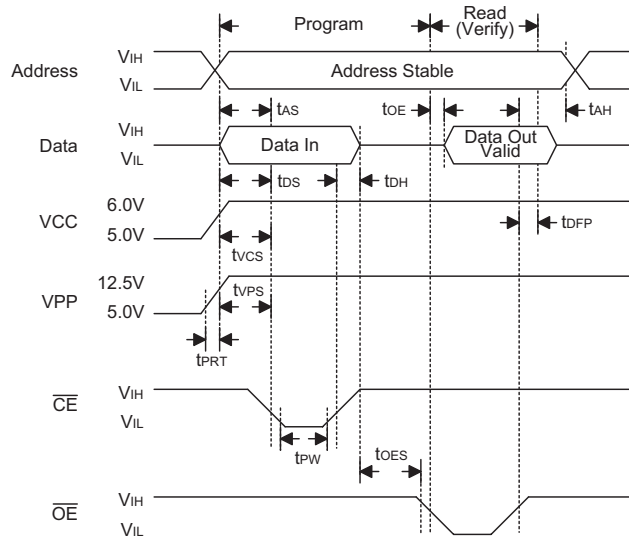 Program
Read
(Verify)
Address
VIH
VIL
Address Stable
tAS
tOE
tAH
Data
VIH
VIL
Data In
Data Out
Valid
tDS
tDH
VCC
6.0V
5.0V
tDFP
tVCS
VPP
12.5V
5.0V
tVPS
tPRT
CE
VIH
VIL
tPW
tOES
OE
VIH
VIL